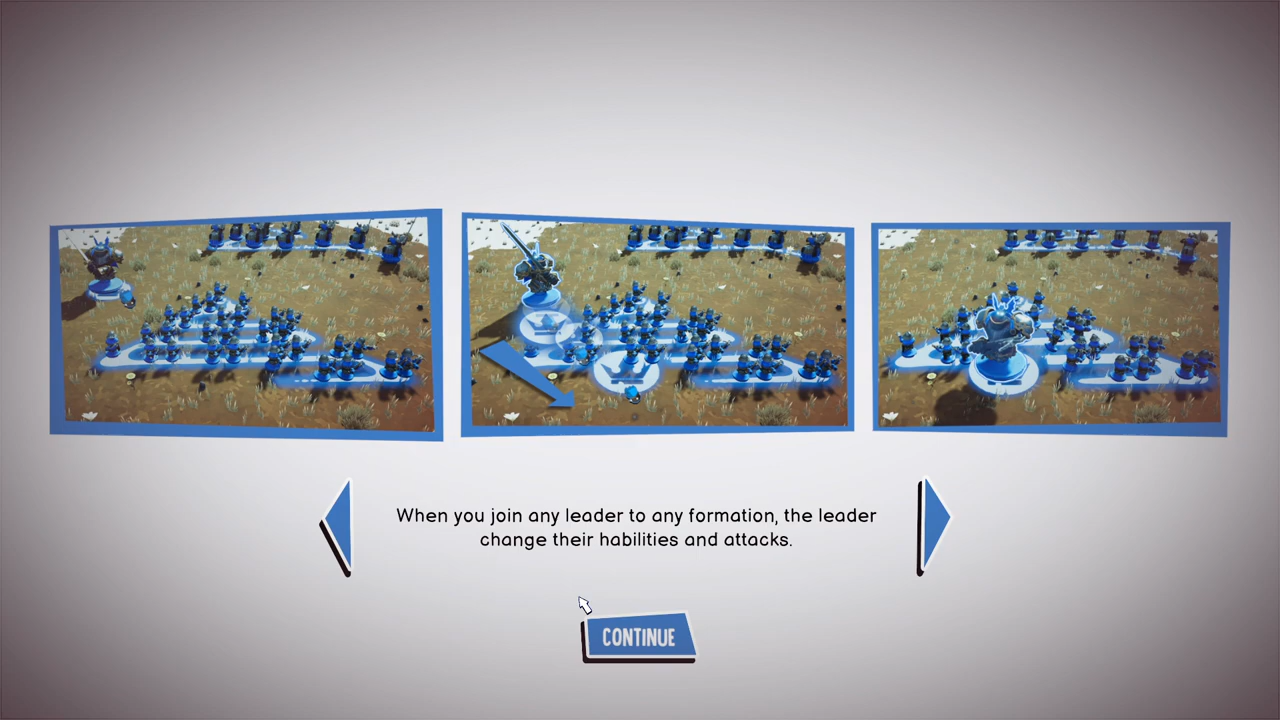 When you join any leader to any formation, the leader
change their habilities and attacks.
CONTINUE